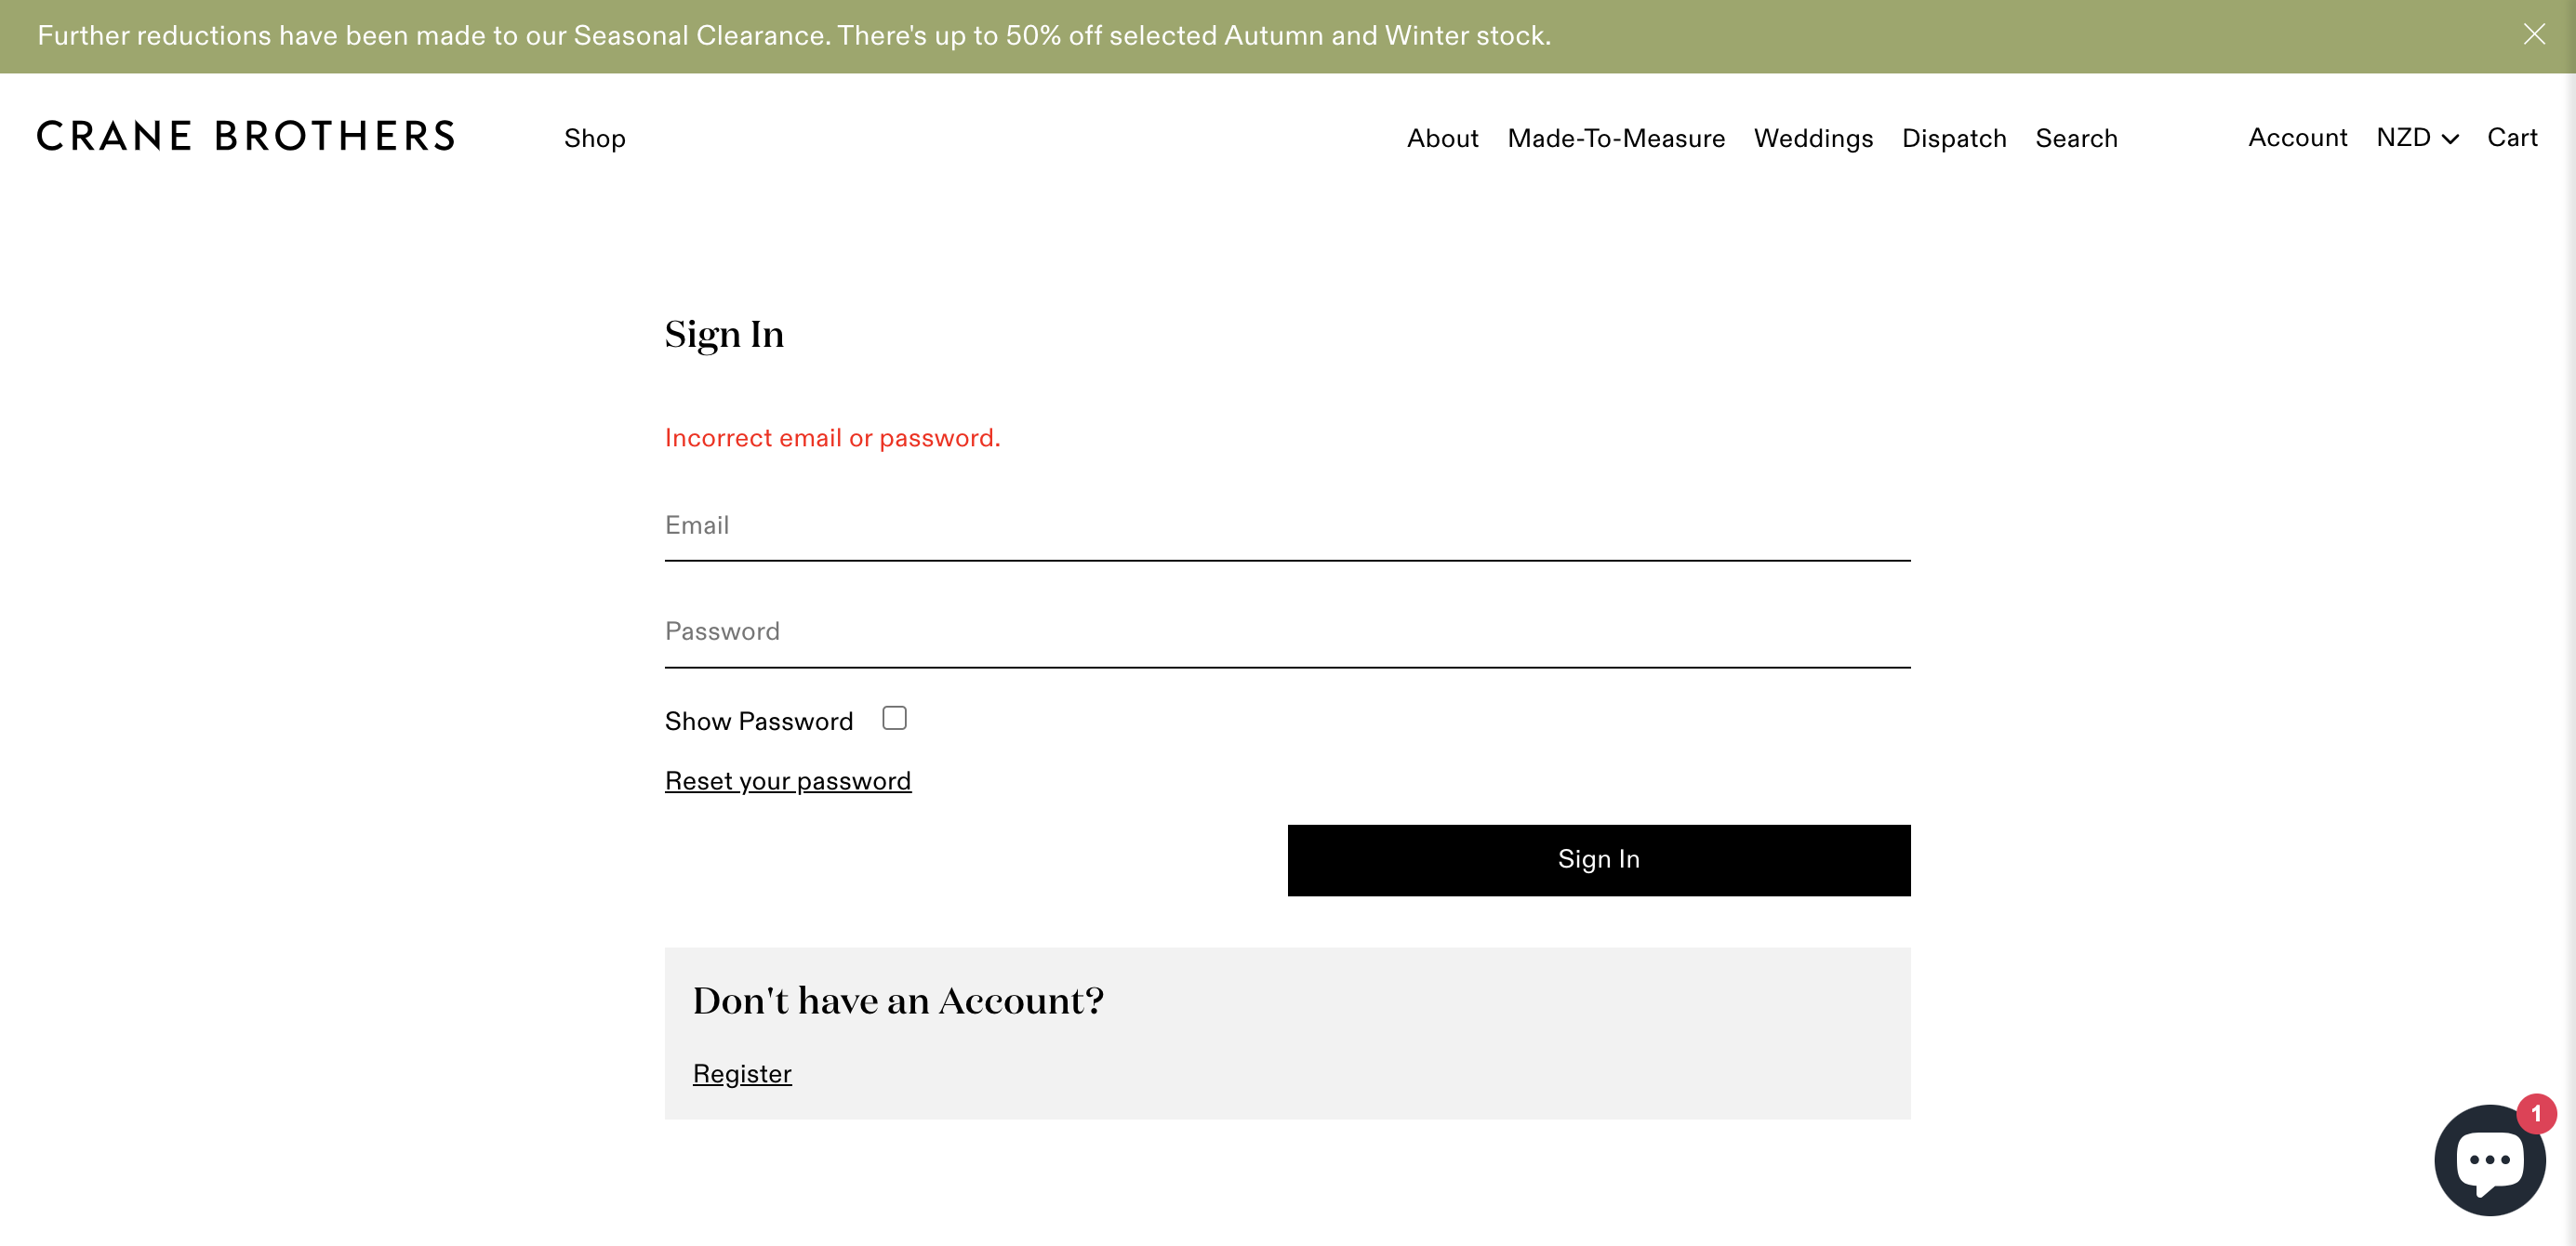 Further reductions have been made to our Seasonal Clearance. There's up to 50% off selected Autumn and Winter stock.
CRANE BROTHERS
Shop
About
Made-To-Measure
Weddings
Dispatch
Search
Account
NZD
Cart
Sign In
Incorrect email or password.
Email
Password
Show Password
Reset your password
Sign In
Don't have an Account?
Register
1